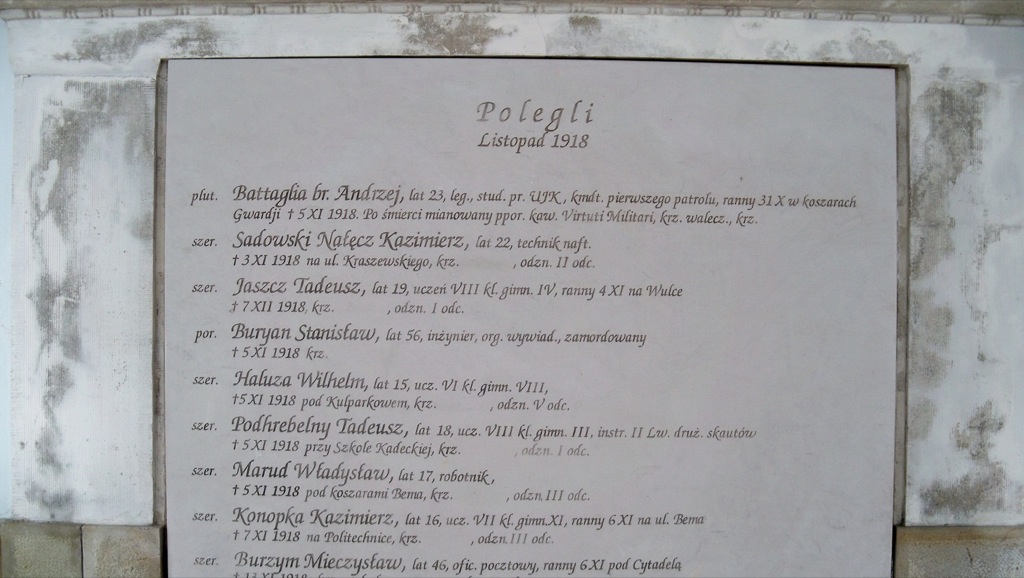 Polegli
Listopad 1918
plut. Battaglia br. Andrzej, lat 23, leg., stud. pr. UJK, kmdt. pierwszego patrolu, ranny 31 X w koszarach
Gwardji † 5 XI 1918. Po śmierci mianowany ppor. kaw. Virtuti Militari, krz. walecz., krz.
szer. Sadowski Nałęcz Kazimierz, lat 22, technik naft.
† 3 XI 1918 na ul. Kraszewskiego, krz. , odzn. II odc.
szer. Jaszcz Tadeusz, lat 19, uczeń VIII kl. gimn. IV, ranny 4 XI na Wulce
† 7 XII 1918, krz. , odzn. I odc.
por. Buryan Stanisław, lat 56, inżynier, org. wywiad., zamordowany
† 5 XI 1918 krz.
szer. Haluza Wilhelm, lat 15, ucz. VI kl. gimn. VIII,
† 5 XI 1918 pod Kulparkowem, krz. , odzn. V odc.
szer. Podhrebelny Tadeusz, lat 18, ucz. VIII kl. gimn. III, instr. II Lw. druż. skautów
† 5 XI 1918 przy Szkole Kadeckiej, krz. , odzn. I odc.
szer. Marud Władysław, lat 17, robotnik,
† 5 XI 1918 pod koszarami Bema, krz. , odzn. III odc.
szer. Konopka Kazimierz, lat 16, ucz. VII kl. gimn. XI, ranny 6 XI na ul. Bema
† 7 XI 1918 na Politechnice, krz. , odzn. III odc.
szer. Burzym Mieczysław, lat 46, ofic. pocztowy, ranny 6 XI pod Cytadelą